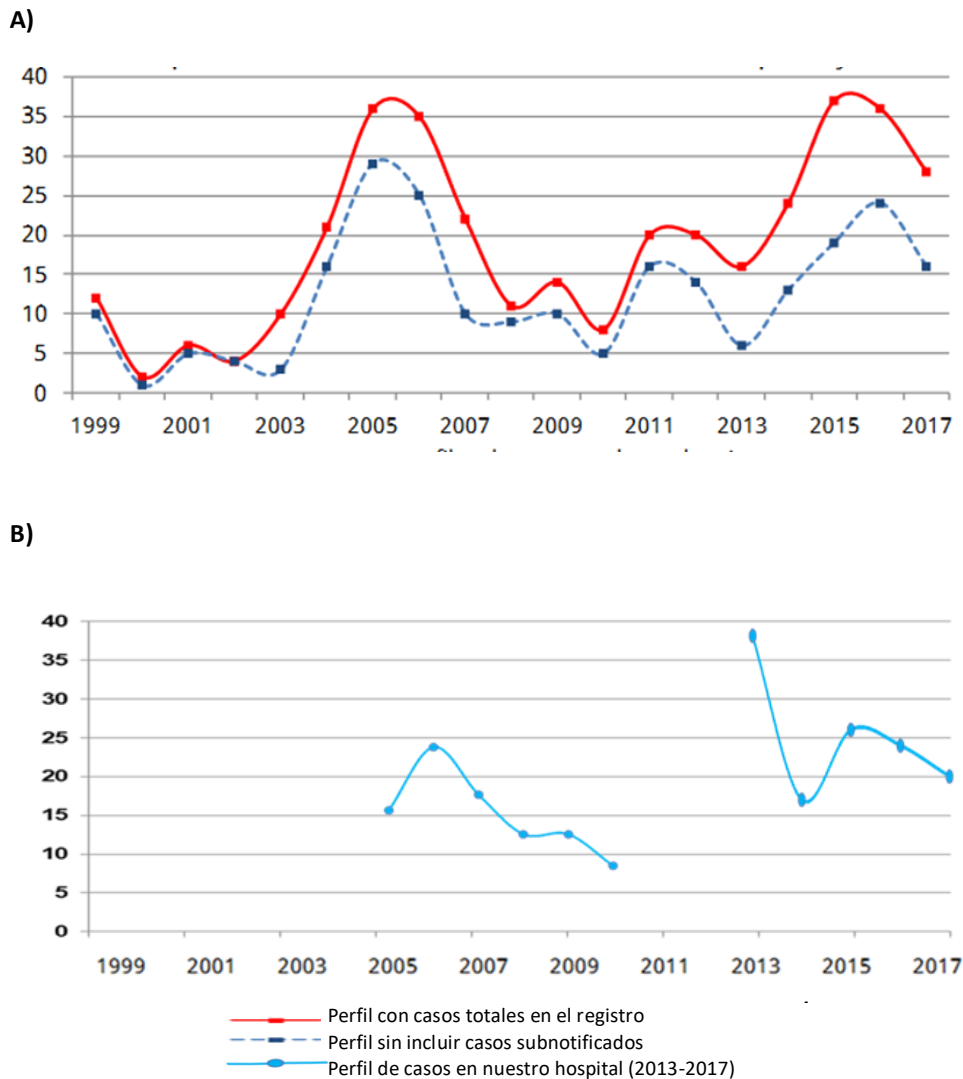 A)
40
35
30
25
20
15
10
5
0
1999 2001 2003 2005 2007 2009 2011 2013 2015 2017
B)
40
35
30
25
20
15
10
5
0
1999 2001 2003 2005 2007 2009 2011 2013 2015 2017
Perfil con casos totales en el registro
Perfil sin incluir casos subnotificados
Perfil de casos en nuestro hospital (2013-2017)